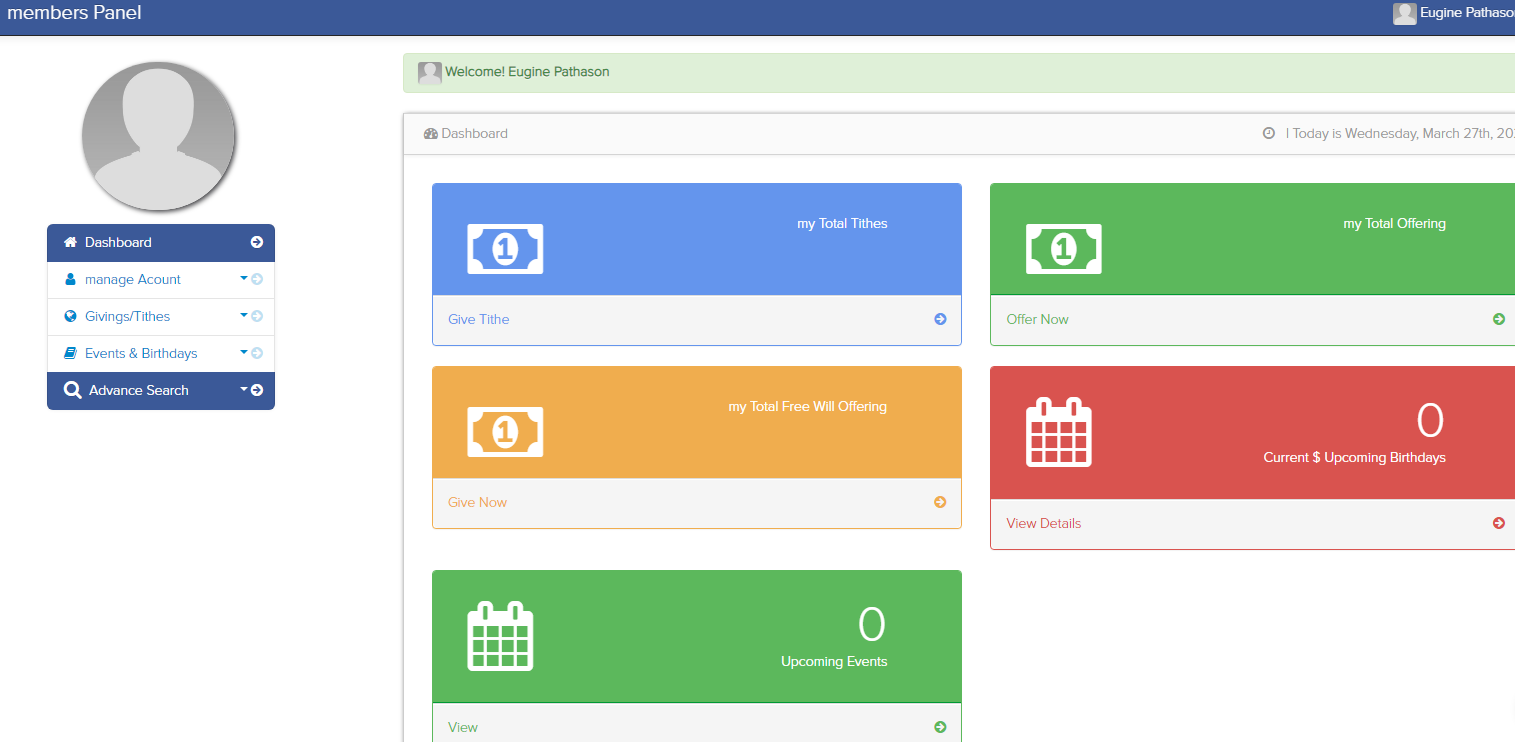 members Panel
Eugine Pathason
Welcome! Eugine Pathason
Dashboard
| Today is Wednesday, March 27th, 202
Dashboard
manage Acount
Givings/Tithes
Events & Birthdays
Advance Search
1
my Total Tithes
Give Tithe
1
my Total Offering
Offer Now
1
my Total Free Will Offering
Give Now
0
Current $ Upcoming Birthdays
View Details
0
Upcoming Events
View